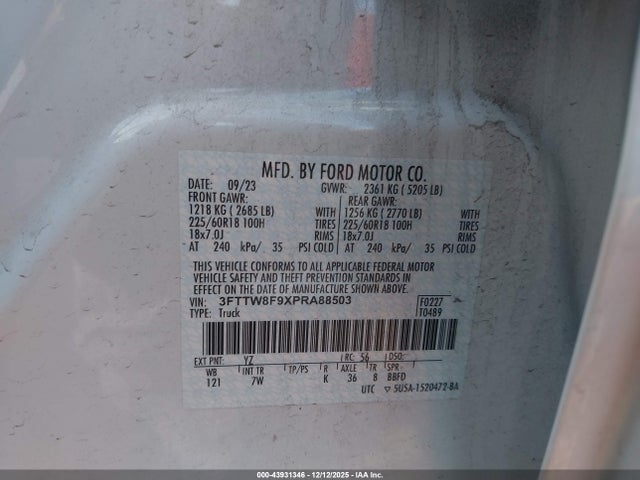 MFD. BY FORD MOTOR CO.
DATE: 09/23 GVWR: 2361 KG ( 5205 LB)
FRONT GAWR: REAR GAWR:
1218 KG ( 2685 LB) WITH 1256 KG ( 2770 LB) WITH
225/60R18 100H TIRES 225/60R18 100H TIRES
18x7.0J RIMS 18x7.0J RIMS
AT 240 kPa/ 35 PSI COLD AT 240 kPa/ 35 PSI COLD
THIS VEHICLE CONFORMS TO ALL APPLICABLE FEDERAL MOTOR
VEHICLE SAFETY AND THEFT PREVENTION STANDARDS IN
EFFECT ON THE DATE OF MANUFACTURE SHOWN ABOVE.
VIN: 3FTTW8F9XPRA88503 F0227
TYPE: Truck T0489
EXT PNT: YZ RC: 56 DSO:
WB INT TR TP/PS R AXLE TR SPR
121 7W K 36 8 BBFD
UTC ▽ 5USA-1520472-BA
000-43931346 - 12/12/2025 - IAAI.COM